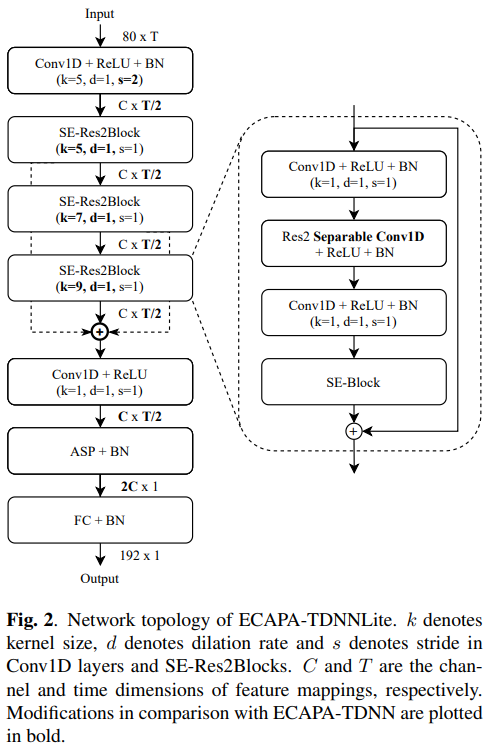 Input
80 x T
Conv1D + ReLU + BN
(k=5, d=1, s=2)
C x T/2
SE-Res2Block
(k=5, d=1, s=1)
C x T/2
SE-Res2Block
(k=7, d=1, s=1)
C x T/2
SE-Res2Block
(k=9, d=1, s=1)
C x T/2
+
Conv1D + ReLU
(k=1, d=1, s=1)
C x T/2
ASP + BN
2C x 1
FC + BN
192 x 1
Output
Conv1D + ReLU + BN
(k=1, d=1, s=1)
Res2 Separable Conv1D
+ ReLU + BN
Conv1D + ReLU + BN
(k=1, d=1, s=1)
SE-Block
+
Fig. 2. Network topology of ECAPA-TDNNLite. k denotes
kernel size, d denotes dilation rate and s denotes stride in
Conv1D layers and SE-Res2Blocks. C and T are the chan-
nel and time dimensions of feature mappings, respectively.
Modifications in comparison with ECAPA-TDNN are plotted
in bold.